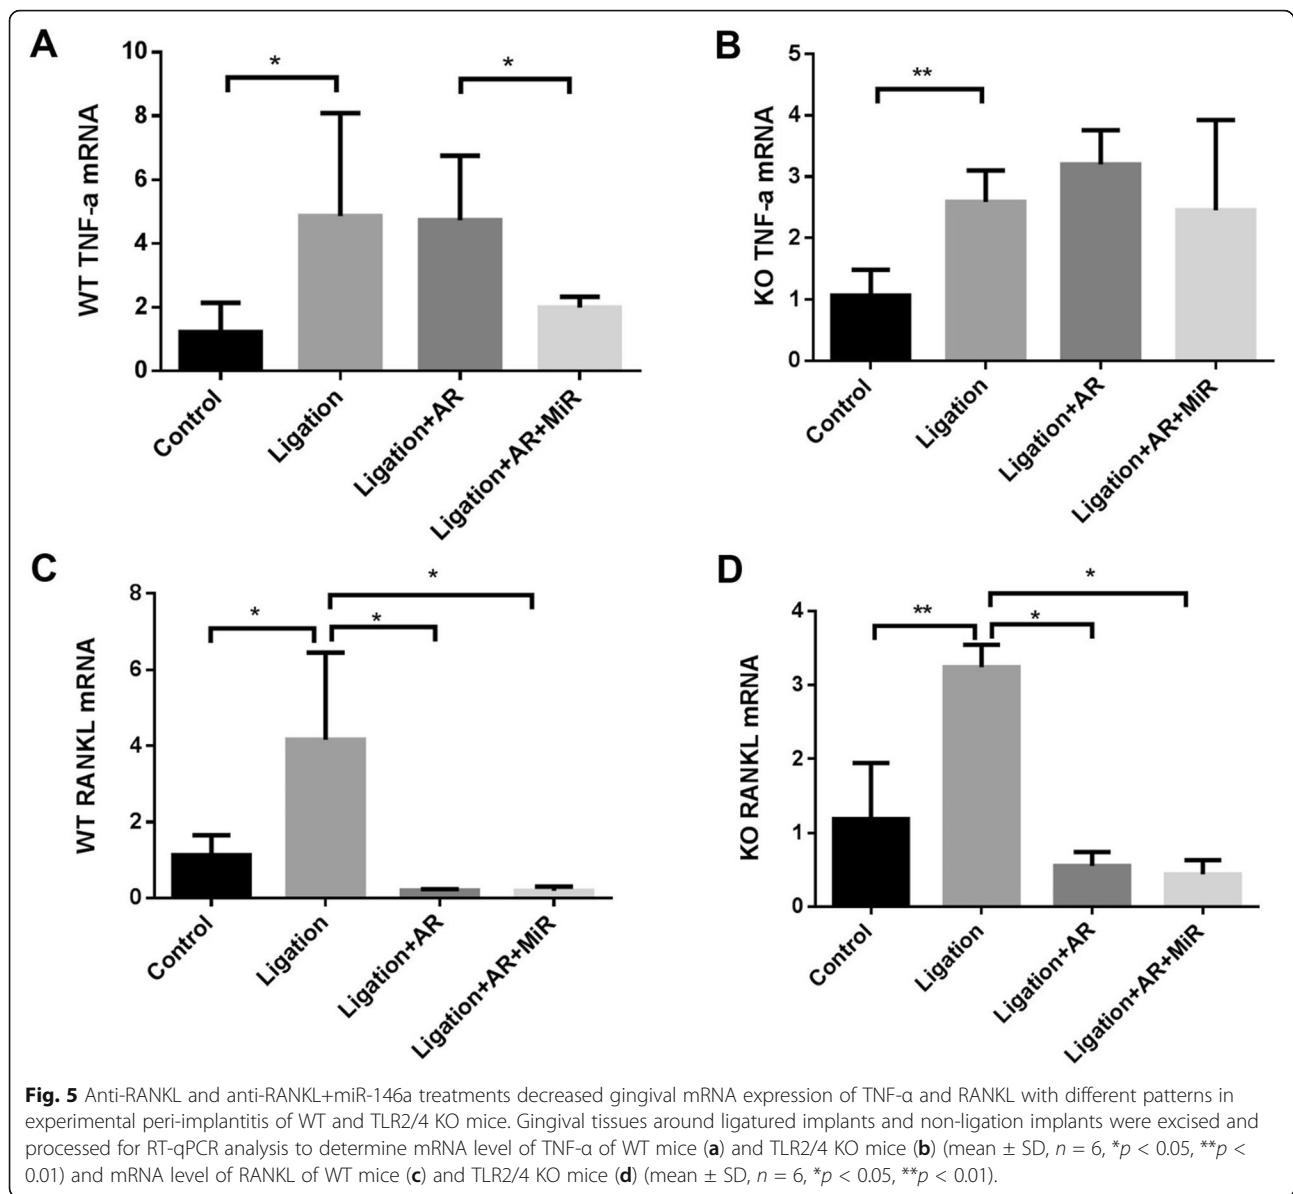 A
WT TNF-a mRNA
10
8
6
4
2
0
*
*
Control
Ligation
Ligation+AR
Ligation+AR+MiR
B
KO TNF-a mRNA
5
4
3
2
1
0
**
Control
Ligation
Ligation+AR
Ligation+AR+MiR
C
WT RANKL mRNA
8
6
4
2
0
*
*
*
Control
Ligation
Ligation+AR
Ligation+AR+MiR
D
KO RANKL mRNA
4
3
2
1
0
**
*
*
Control
Ligation
Ligation+AR
Ligation+AR+MiR
Fig. 5 Anti-RANKL and anti-RANKL+miR-146a treatments decreased gingival mRNA expression of TNF-α and RANKL with different patterns in
experimental peri-implantitis of WT and TLR2/4 KO mice. Gingival tissues around ligatured implants and non-ligation implants were excised and
processed for RT-qPCR analysis to determine mRNA level of TNF-α of WT mice (a) and TLR2/4 KO mice (b) (mean ± SD, n = 6, *p < 0.05, **p <
0.01) and mRNA level of RANKL of WT mice (c) and TLR2/4 KO mice (d) (mean ± SD, n = 6, *p < 0.05, **p < 0.01).